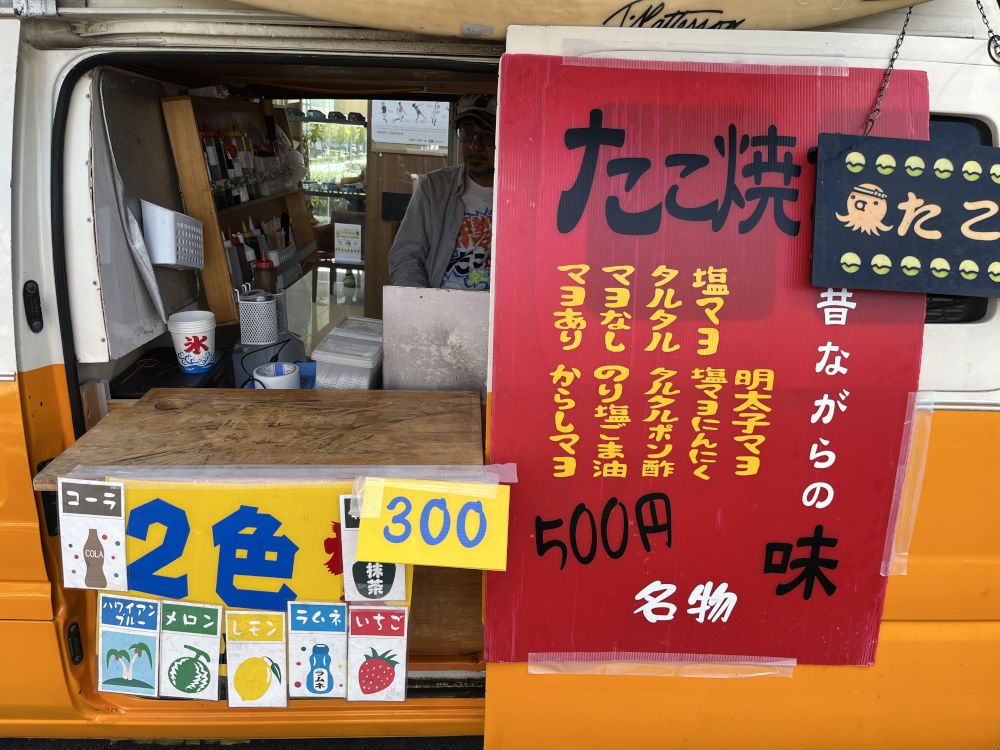 T.Patterson
たこ焼
たこ
塩マヨ
タルタル
マヨなし
マヨあり
明太子マヨ
塩マヨにんにく
タルタルポン酢
のり塩ごま油
からしマヨ
昔ながらの
味
500円
名物
氷
コーラ
COLA
2色
300
抹茶
ハワイアン
ブルー
メロン
レモン
ラムネ
ラムネ
いちご